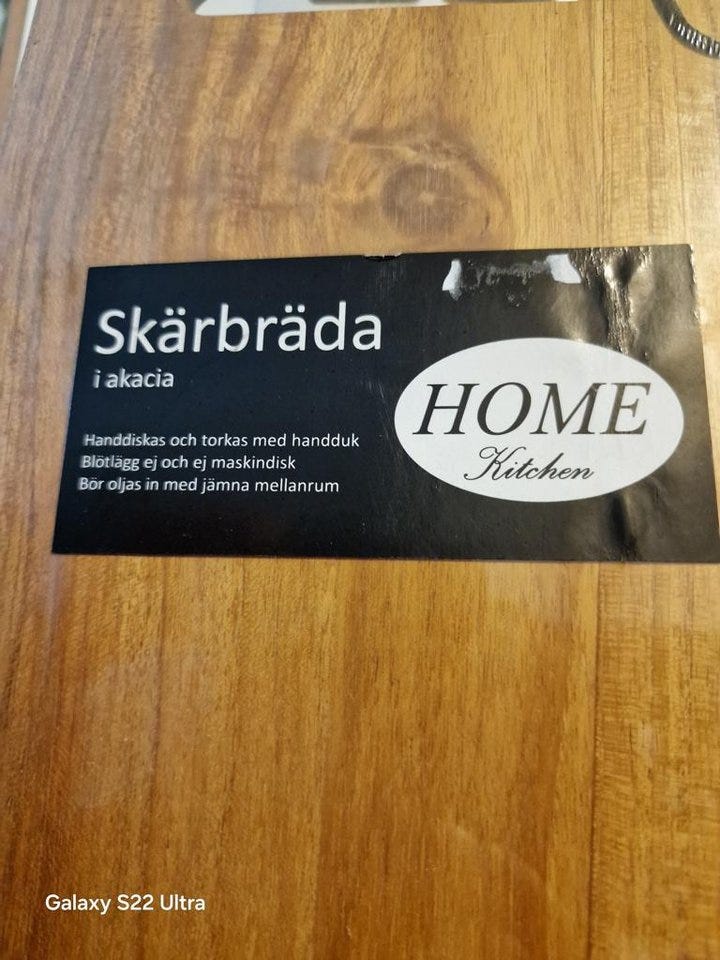 Skärbräda
i akacia
Handdiskas och torkas med handduk
Blötlägg ej och ej maskindisk
Bör oljas in med jämna mellanrum
HOME
Kitchen
Galaxy S22 Ultra